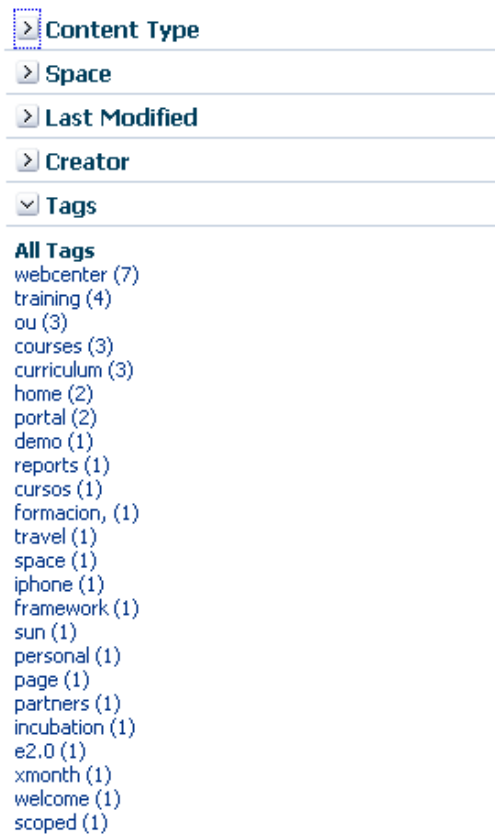 Content Type
Space
Last Modified
Creator
Tags
All Tags
webcenter (7)
training (4)
ou (3)
courses (3)
curriculum (3)
home (2)
portal (2)
demo (1)
reports (1)
cursos (1)
formacion, (1)
travel (1)
space (1)
iphone (1)
framework (1)
sun (1)
personal (1)
page (1)
partners (1)
incubation (1)
e2.0 (1)
xmonth (1)
welcome (1)
scoped (1)